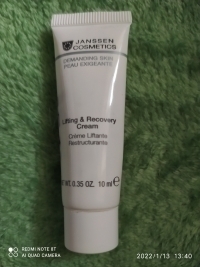 JANSSEN
COSMETICS
DEMANDING SKIN
PEAU EXIGEANTE
Lifting & Recovery
Cream
Crème Liftante
Restructurante
WT. 0.35 OZ. 10 ml ℮
REDMI NOTE 8T
AI QUAD CAMERA
2022/1/13 13:40